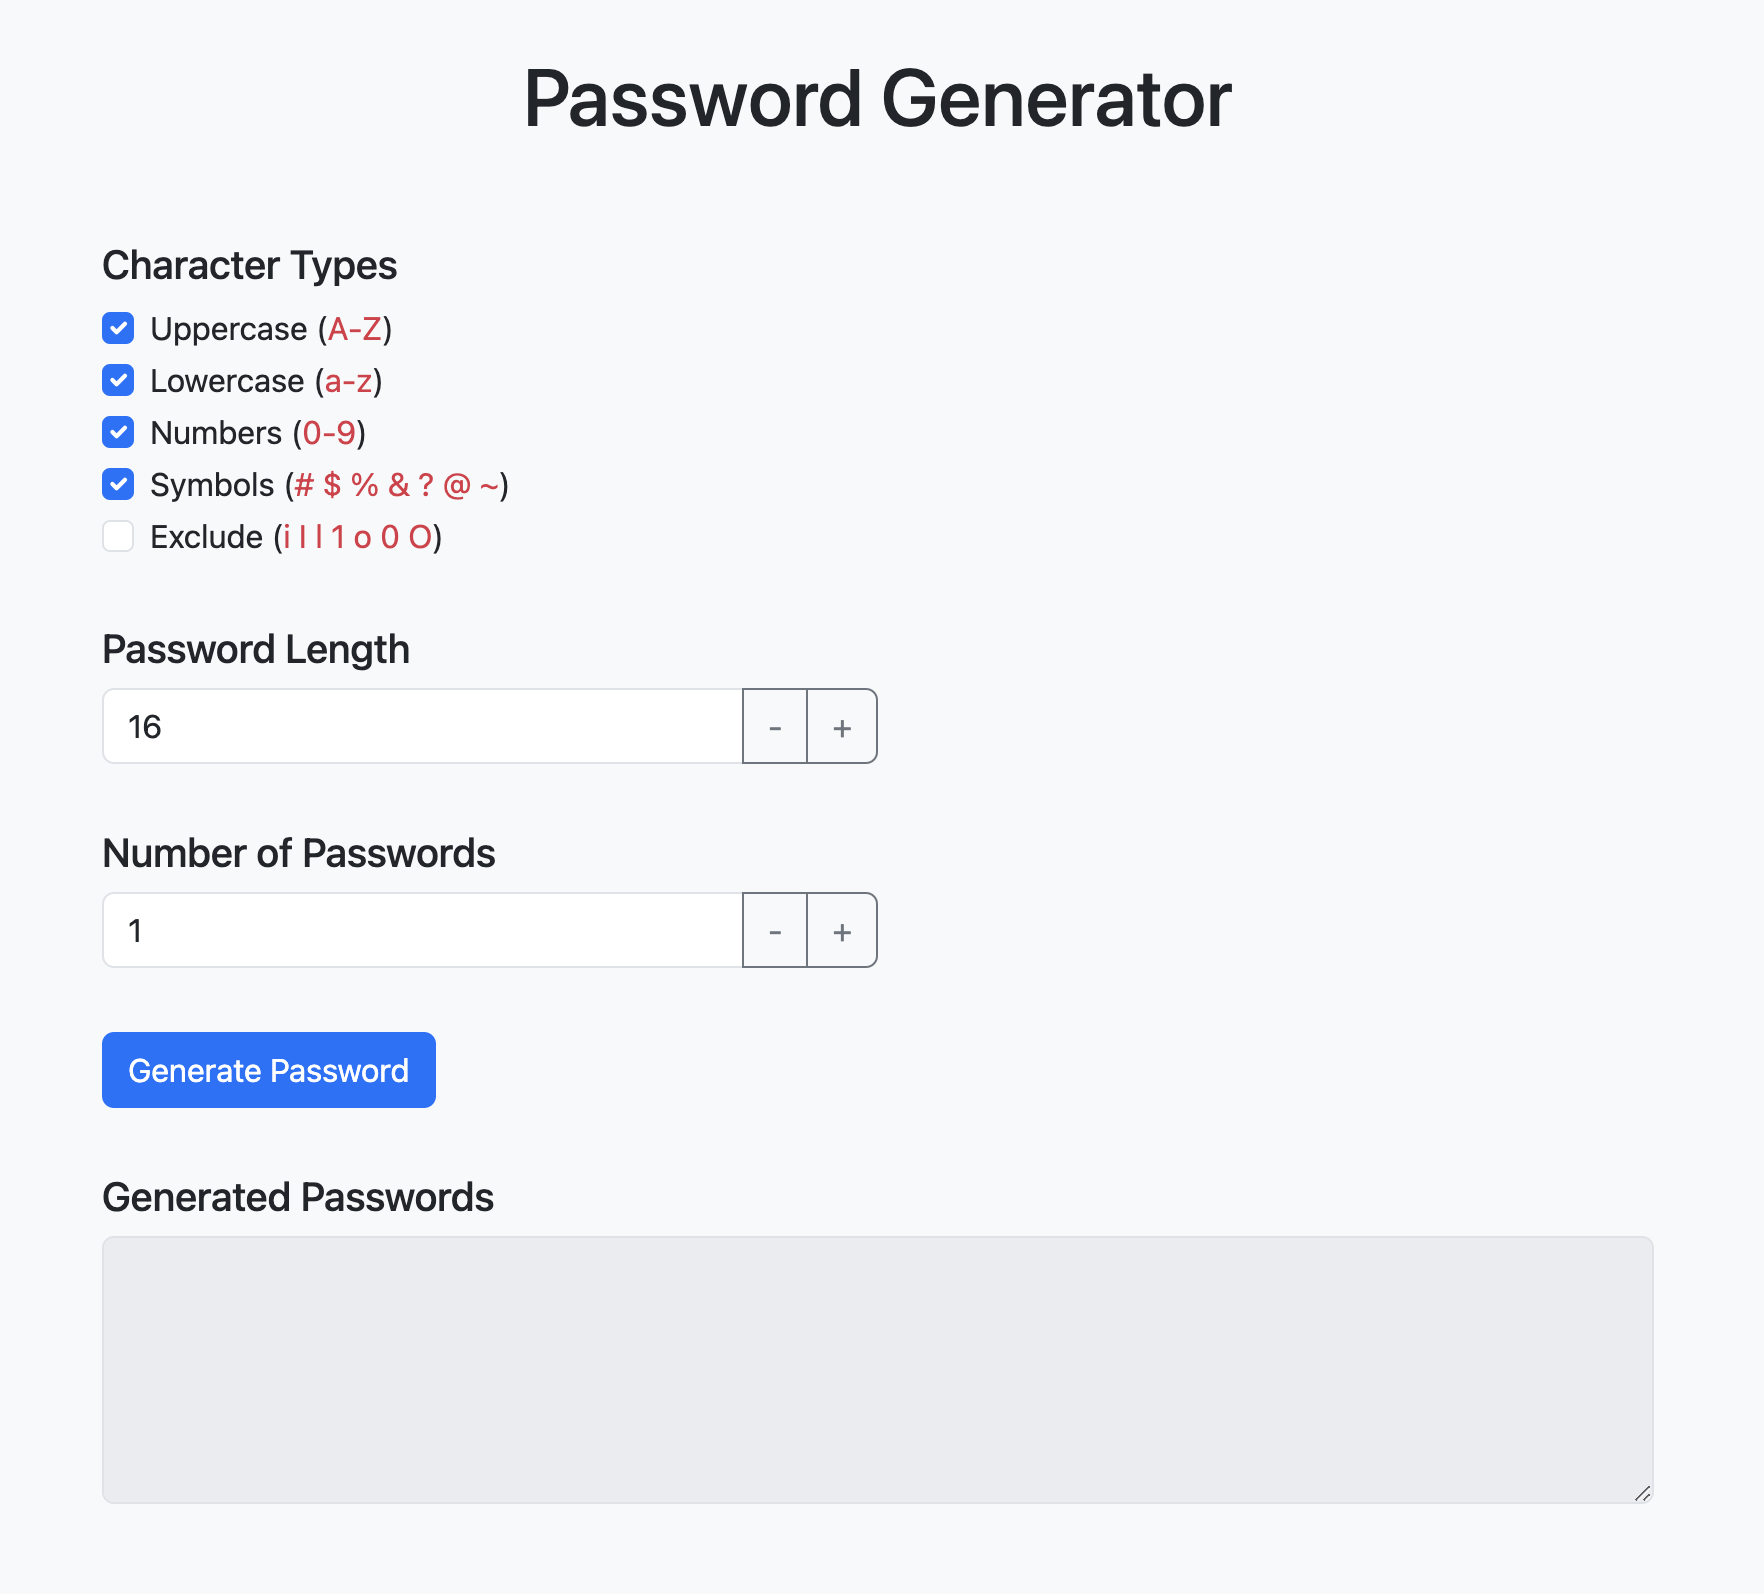 Password Generator
Character Types
Uppercase (A-Z)
Lowercase (a-z)
Numbers (0-9)
Symbols (# $ % & ? @ ~)
Exclude (i I l 1 o 0 O)
Password Length
16 - +
Number of Passwords
1 - +
Generate Password
Generated Passwords